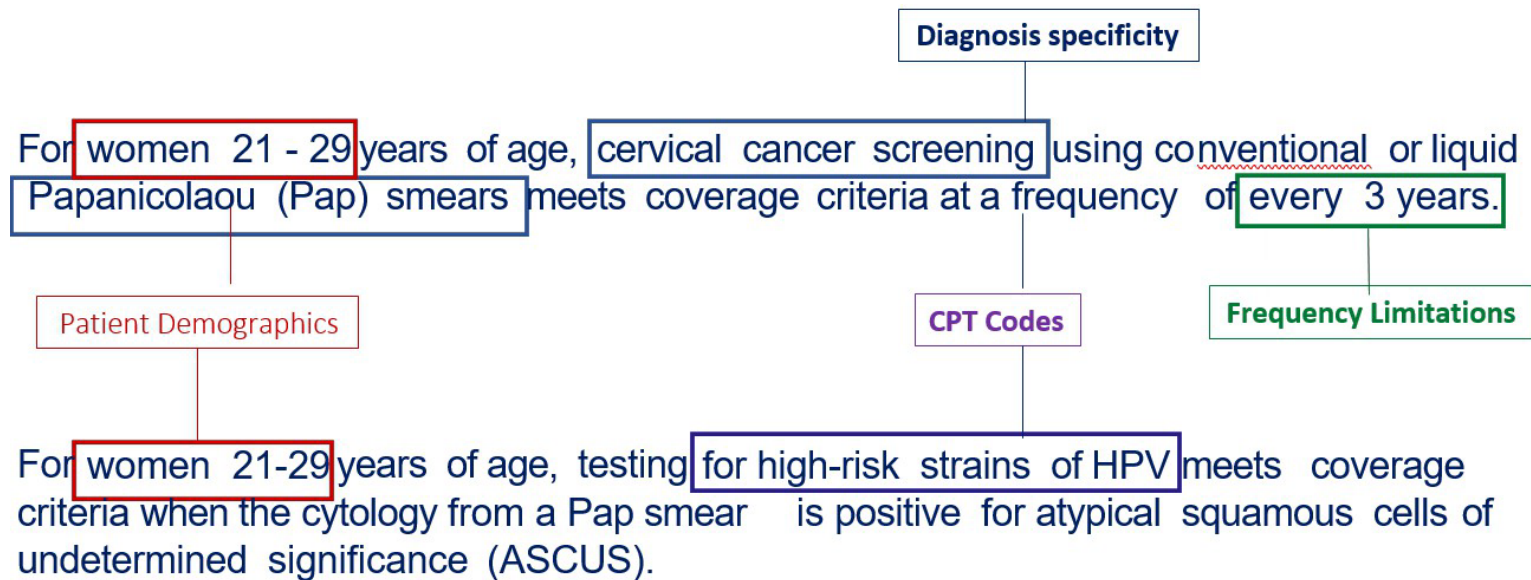 Diagnosis specificity
For women 21 - 29 years of age, cervical cancer screening using conventional or liquid
Papanicolaou (Pap) smears meets coverage criteria at a frequency of every 3 years.
Patient Demographics
CPT Codes
Frequency Limitations
For women 21-29 years of age, testing for high-risk strains of HPV meets coverage
criteria when the cytology from a Pap smear is positive for atypical squamous cells of
undetermined significance (ASCUS).